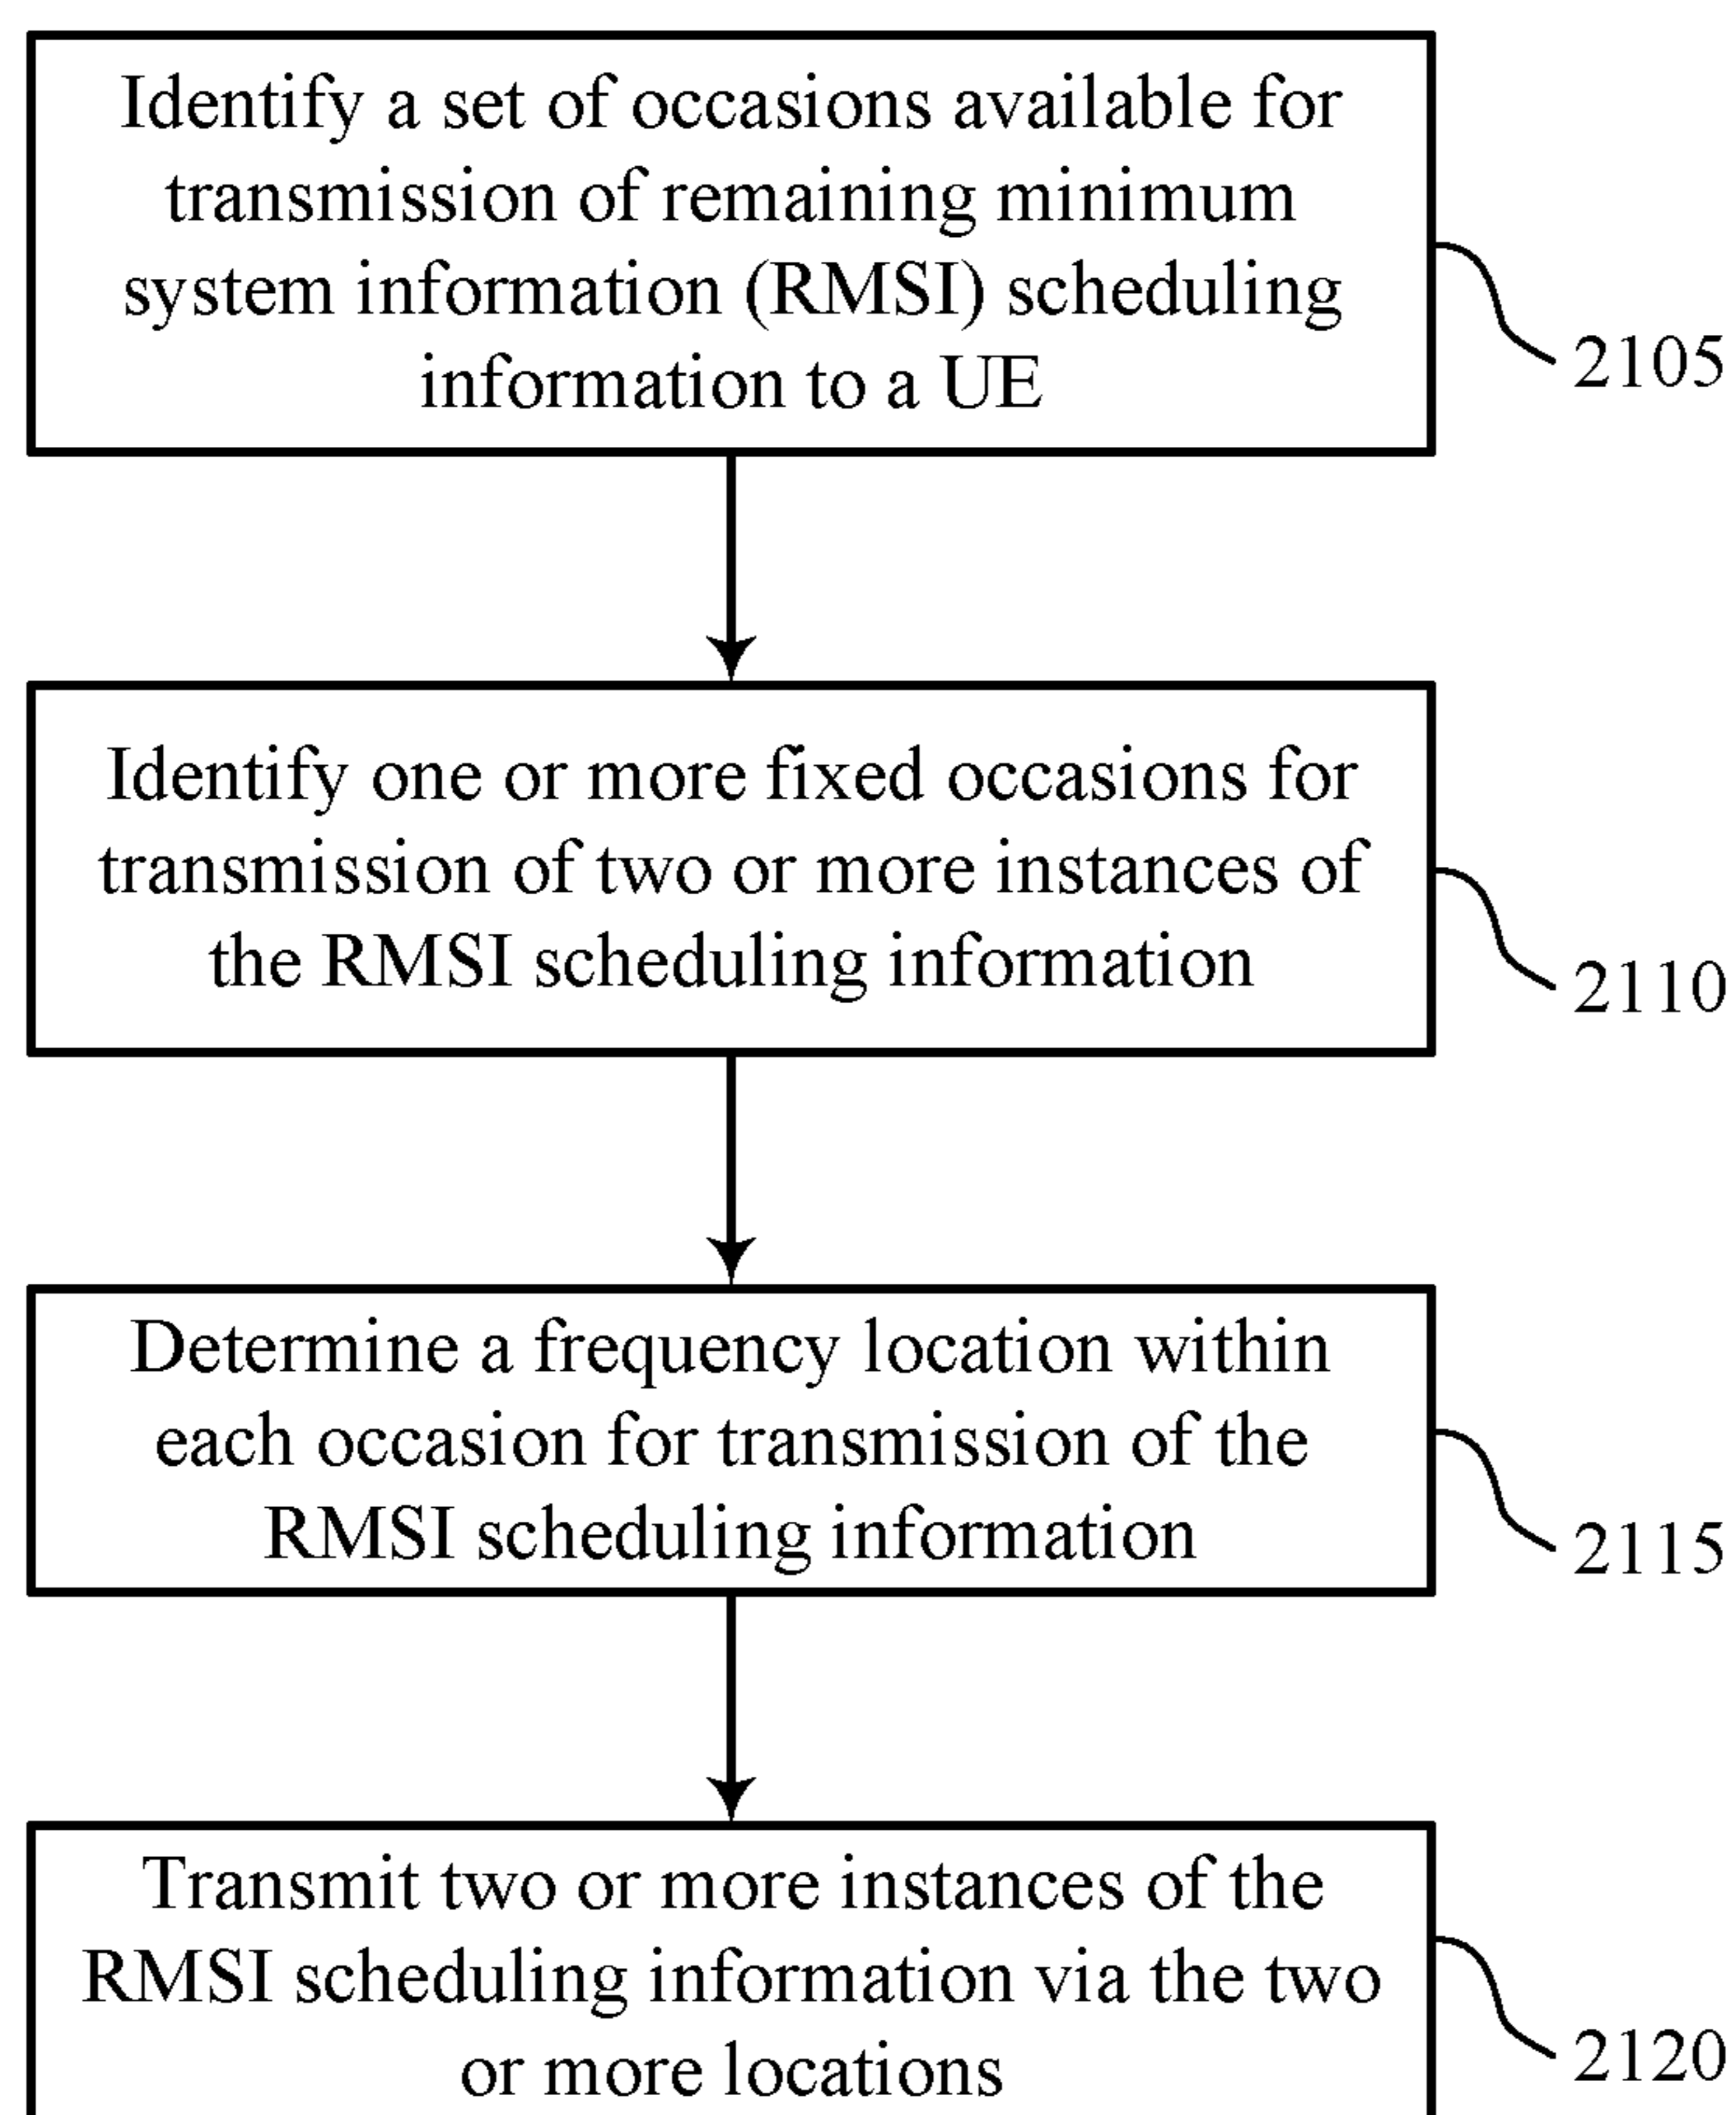 Identify a set of occasions available for
transmission of remaining minimum
system information (RMSI) scheduling
information to a UE
2105
Identify one or more fixed occasions for
transmission of two or more instances of
the RMSI scheduling information
2110
Determine a frequency location within
each occasion for transmission of the
RMSI scheduling information
2115
Transmit two or more instances of the
RMSI scheduling information via the two
or more locations
2120